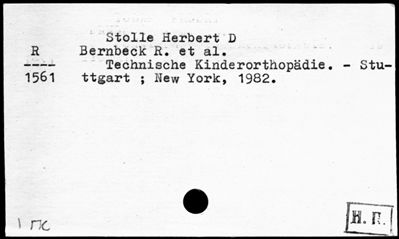 Stolle Herbert D
R Bernbeck R. et al.
---- Technische Kinderorthopädie. - Stu-
1561 ttgart ; New York, 1982.
1 ПС
Н. П.